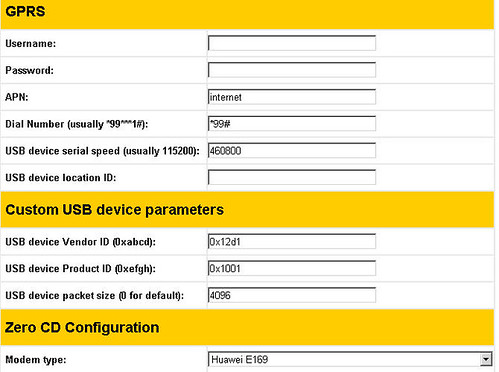 GPRS
Username:
Password:
APN: internet
Dial Number (usually *99***1#): *99#
USB device serial speed (usually 115200): 460800
USB device location ID:
Custom USB device parameters
USB device Vendor ID (0xabcd): 0x12d1
USB device Product ID (0xefgh): 0x1001
USB device packet size (0 for default): 4096
Zero CD Configuration
Modem type: Huawei E169